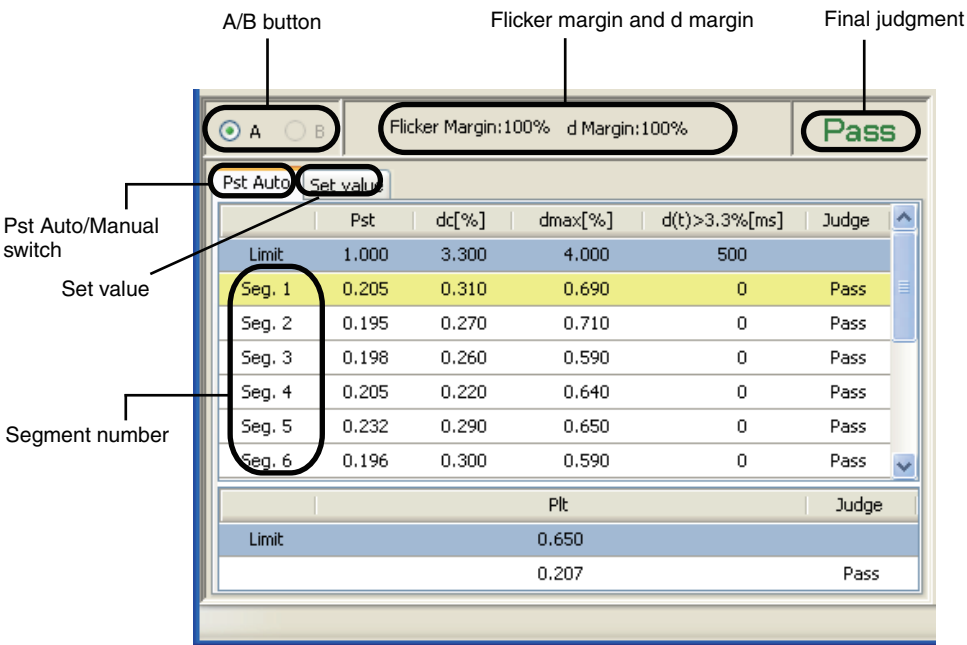 A/B button
Flicker margin and d margin
Final judgment
A B
Flicker Margin:100% d Margin:100%
Pass
Pst Auto Set value
Pst Auto/Manual
switch
Set value
Segment number
Pst dc[%] dmax[%] d(t)>3.3%[ms] Judge
Limit 1.000 3.300 4.000 500
Seg. 1 0.205 0.310 0.690 0 Pass
Seg. 2 0.195 0.270 0.710 0 Pass
Seg. 3 0.198 0.260 0.590 0 Pass
Seg. 4 0.205 0.220 0.640 0 Pass
Seg. 5 0.232 0.290 0.650 0 Pass
Seg. 6 0.196 0.300 0.590 0 Pass
Plt Judge
Limit 0.650
0.207 Pass